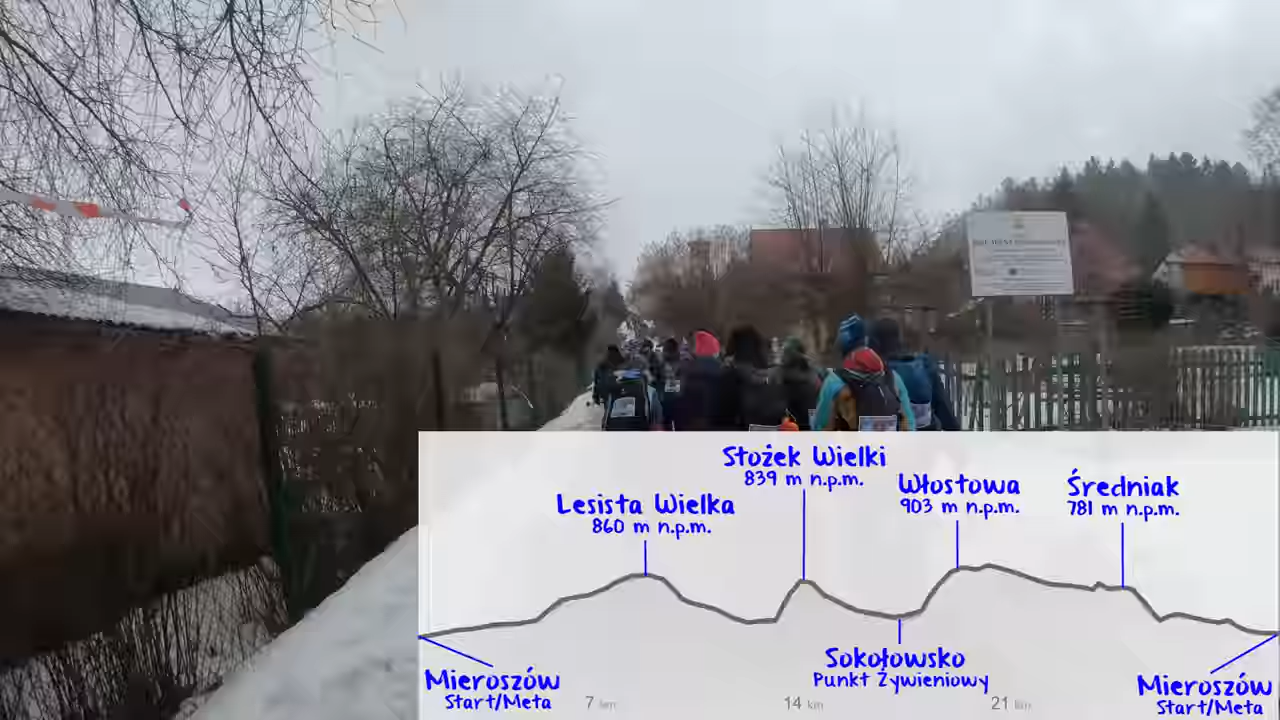 Stożek Wielki
839 m n.p.m.
Lesista Wielka
860 m n.p.m.
Włostowa
903 m n.p.m.
Średniak
781 m n.p.m.
Sokołowsko
Punkt Żywieniowy
Mieroszów
Start/Meta
Mieroszów
Start/Meta
7 km
14 km
21 km